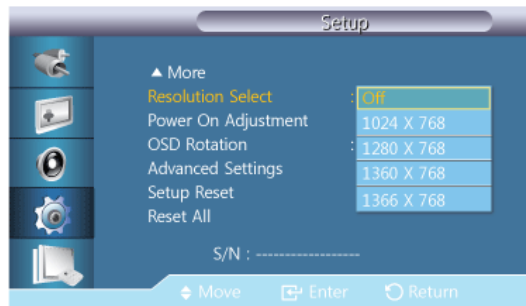 Setup
▲ More
Resolution Select : Off
1024 X 768
Power On Adjustment
1280 X 768
OSD Rotation :
1360 X 768
Advanced Settings
1366 X 768
Setup Reset
Reset All
S/N : ------------------
Move Enter Return